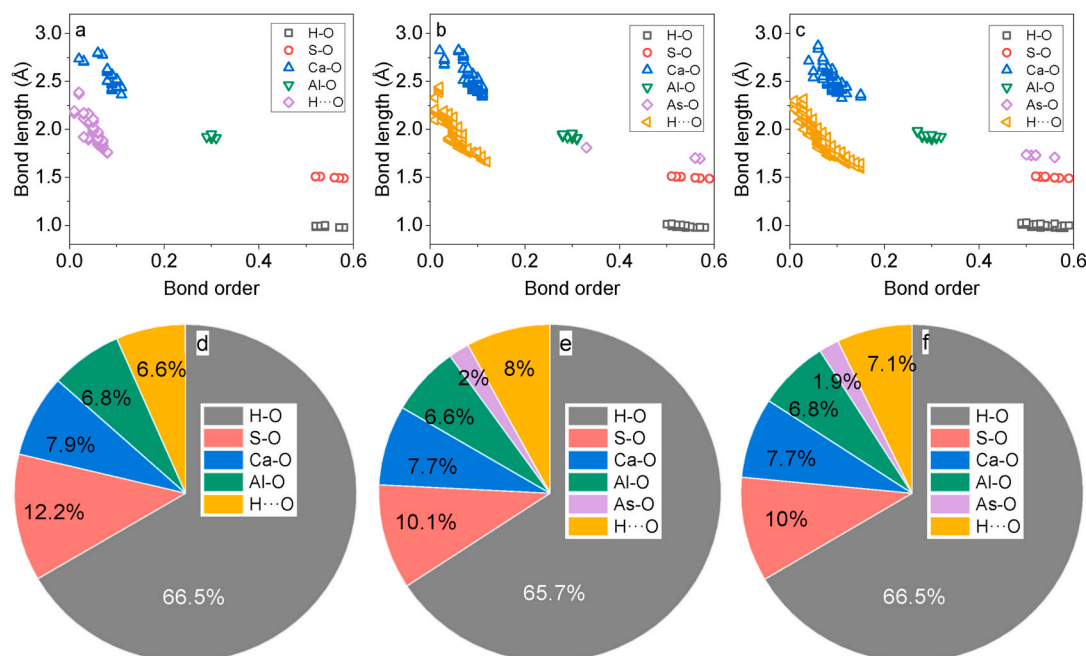 a
H-O
S-O
Ca-O
Al-O
H···O
3.0
2.5
2.0
1.5
1.0
Bond length (Å)
0.0
0.2
0.4
0.6
Bond order
b
H-O
S-O
Ca-O
Al-O
As-O
H···O
3.0
2.5
2.0
1.5
1.0
Bond length (Å)
0.0
0.2
0.4
0.6
Bond order
c
H-O
S-O
Ca-O
Al-O
As-O
H···O
3.0
2.5
2.0
1.5
1.0
Bond length (Å)
0.0
0.2
0.4
0.6
Bond order
d
6.6%
6.8%
7.9%
12.2%
66.5%
H-O
S-O
Ca-O
Al-O
H···O
e
8%
2%
6.6%
7.7%
10.1%
65.7%
H-O
S-O
Ca-O
Al-O
As-O
H···O
f
7.1%
1.9%
6.8%
7.7%
10%
66.5%
H-O
S-O
Ca-O
Al-O
As-O
H···O